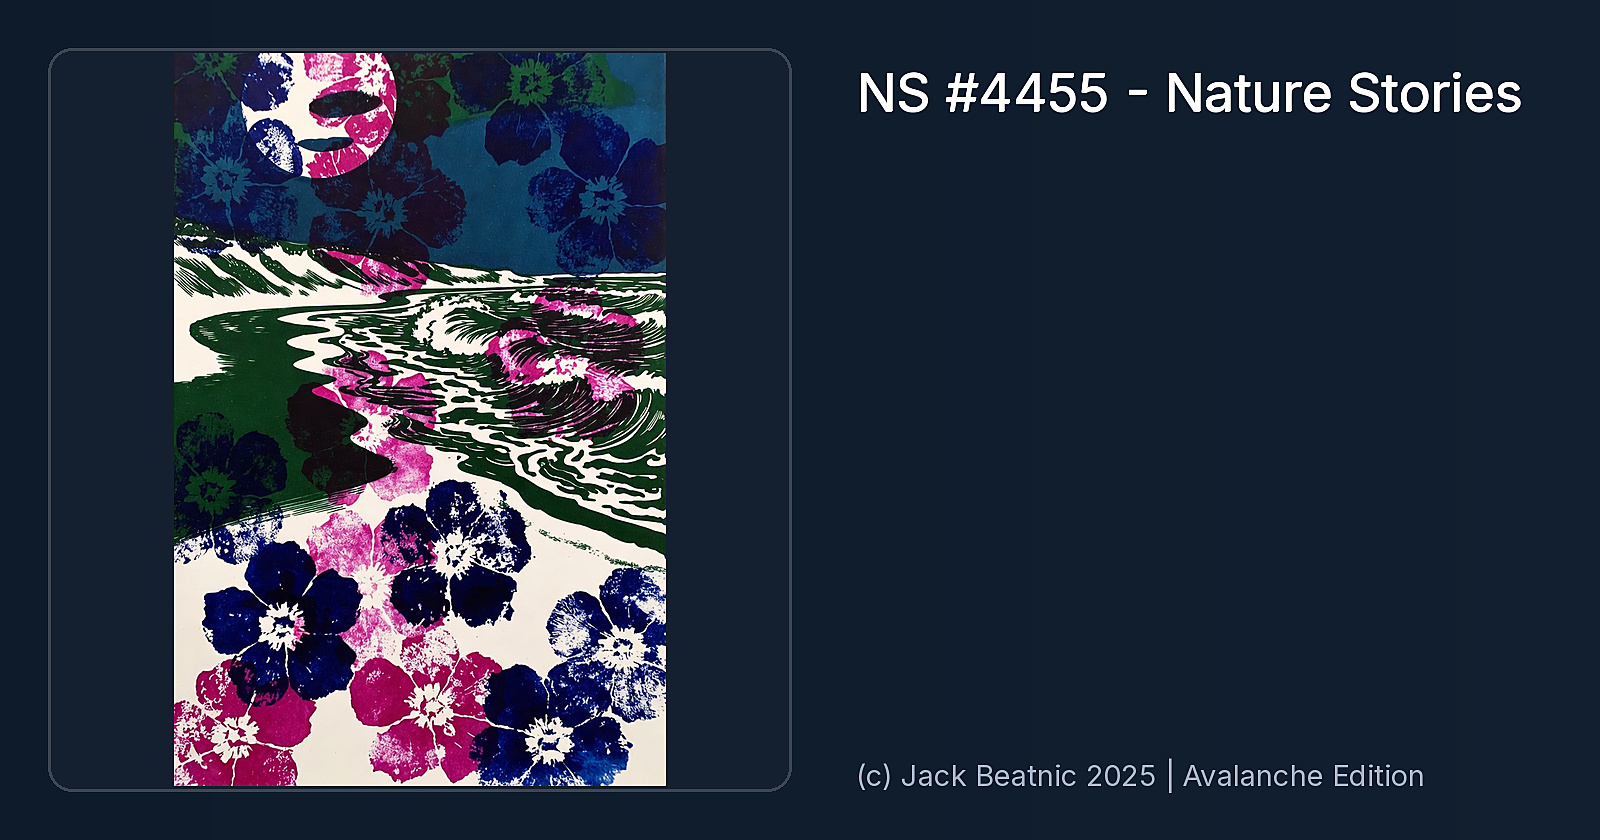 NS #4455 - Nature Stories
(c) Jack Beatnic 2025 | Avalanche Edition